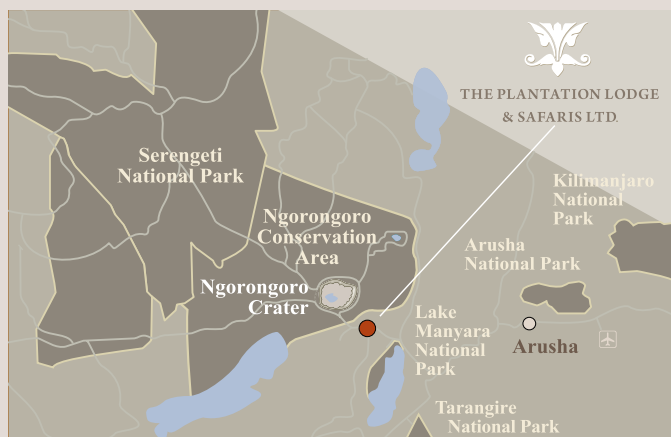 THE PLANTATION LODGE
& SAFARIS LTD.
Serengeti
National Park
Kilimanjaro
National
Park
Ngorongoro
Conservation
Area
Arusha
National Park
Ngorongoro
Crater
Lake
Manyara
National
Park
Arusha
Tarangire
National Park